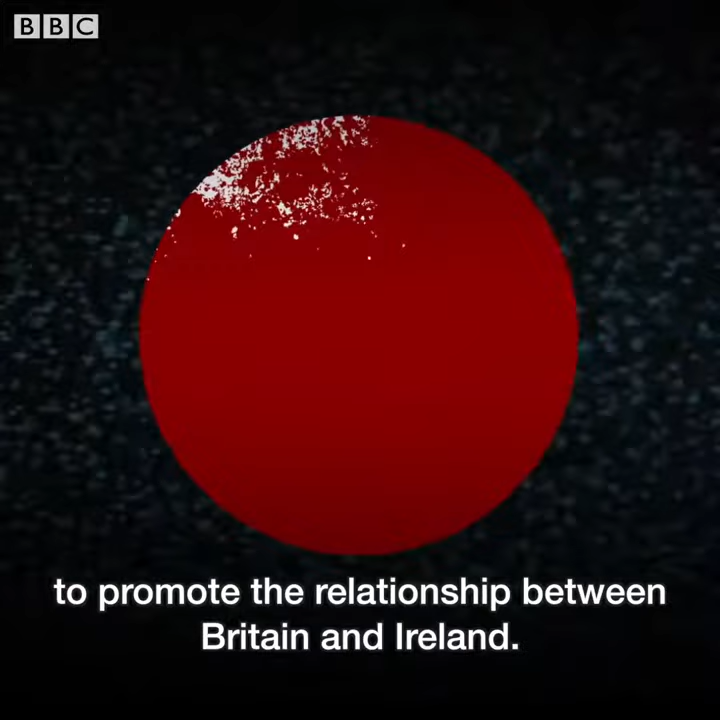 BBC
to promote the relationship between
Britain and Ireland.